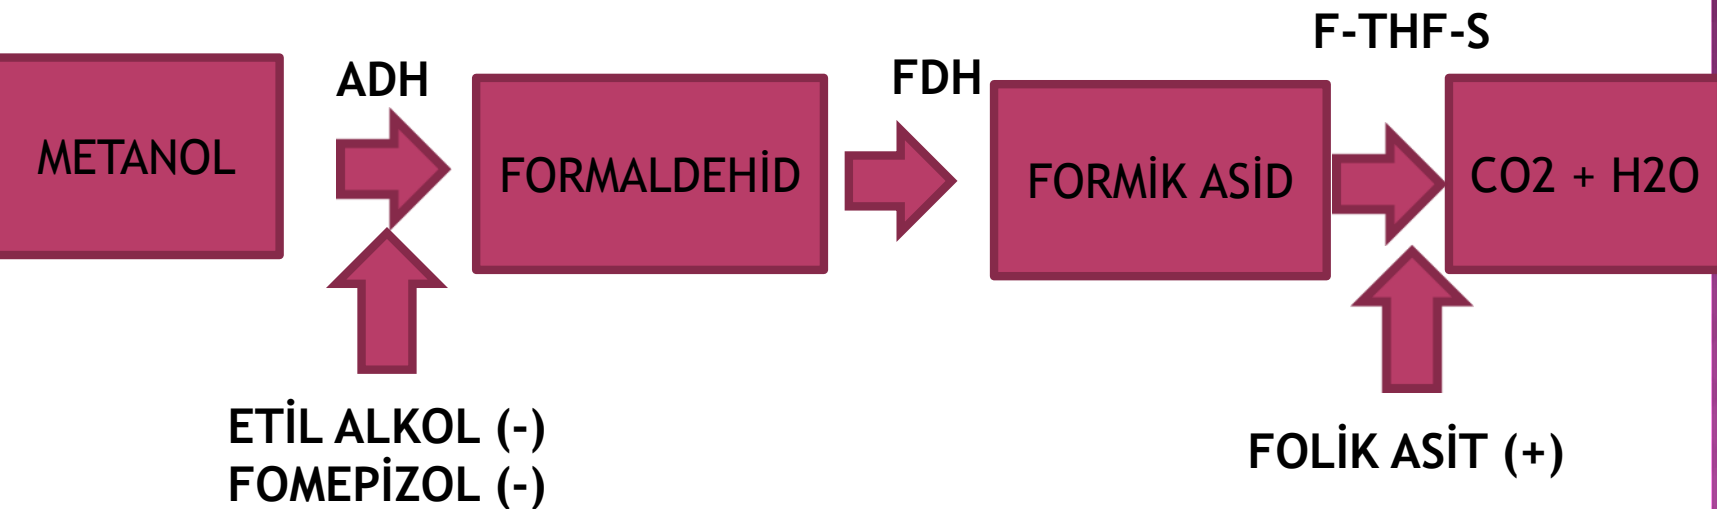 F-THF-S
ADH
FDH
METANOL
FORMALDEHİD
FORMİK ASİD
CO2 + H2O
ETİL ALKOL (-)
FOMEPİZOL (-)
FOLİK ASİT (+)